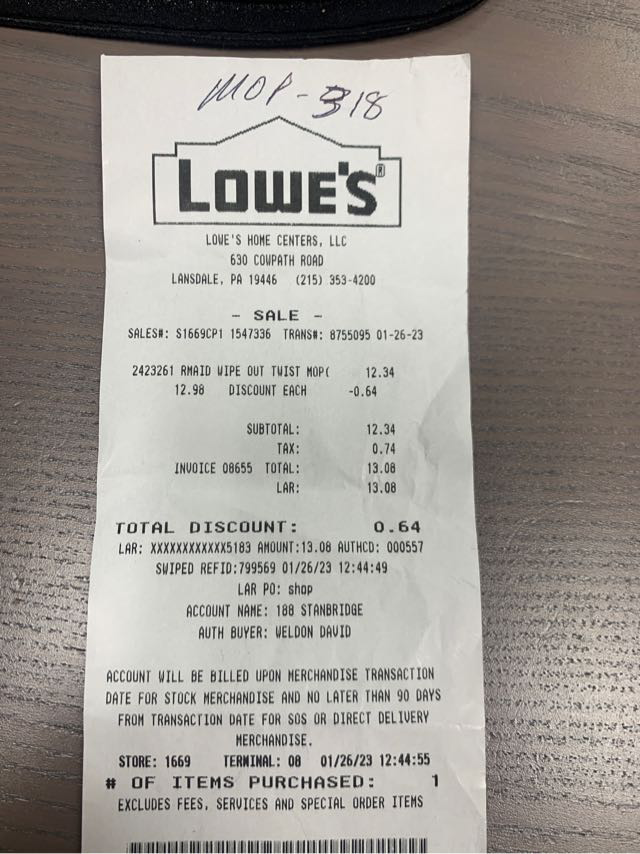 MOP - 318
LOWE'S®
LOWE'S HOME CENTERS, LLC
630 COWPATH ROAD
LANSDALE, PA 19446 (215) 353-4200
- SALE -
SALES#: S1669CP1 1547336 TRANS#: 8755095 01-26-23
2423261 RMAID WIPE OUT TWIST MOP( 12.34
12.98 DISCOUNT EACH -0.64
SUBTOTAL: 12.34
TAX: 0.74
INVOICE 08655 TOTAL: 13.08
LAR: 13.08
TOTAL DISCOUNT: 0.64
LAR: XXXXXXXXXXXX5183 AMOUNT:13.08 AUTHCD: 000557
SWIPED REFID:799569 01/26/23 12:44:49
LAR PO: shop
ACCOUNT NAME: 188 STANBRIDGE
AUTH BUYER: WELDON DAVID
ACCOUNT WILL BE BILLED UPON MERCHANDISE TRANSACTION
DATE FOR STOCK MERCHANDISE AND NO LATER THAN 90 DAYS
FROM TRANSACTION DATE FOR SOS OR DIRECT DELIVERY
MERCHANDISE.
STORE: 1669 TERMINAL: 08 01/26/23 12:44:55
# OF ITEMS PURCHASED: 1
EXCLUDES FEES, SERVICES AND SPECIAL ORDER ITEMS